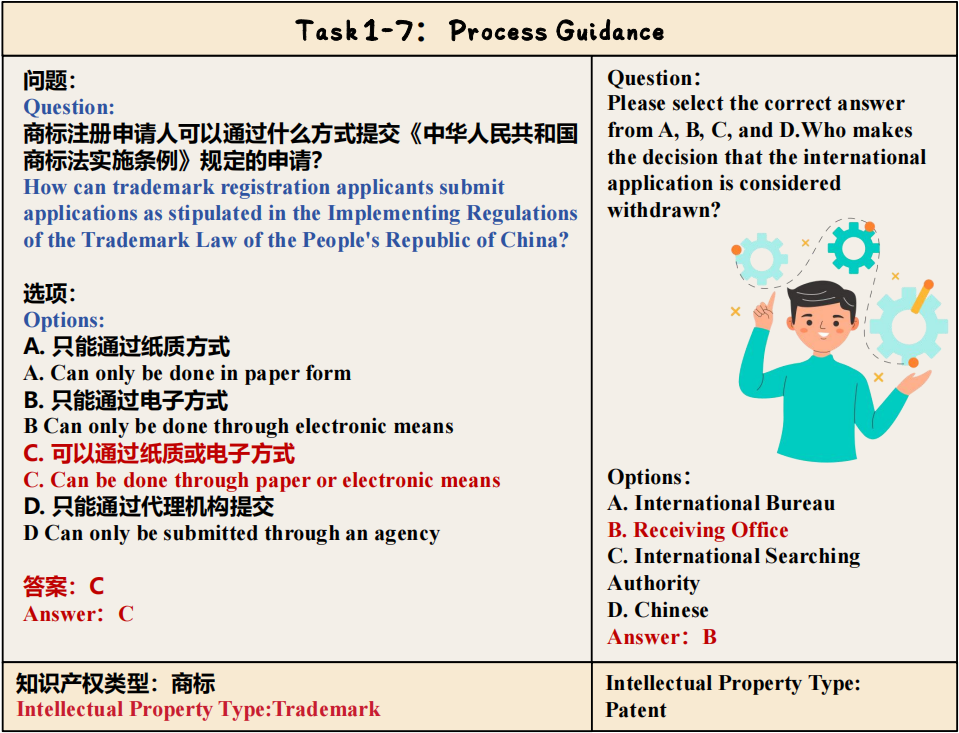 Task 1-7: Process Guidance
问题:
Question:
商标注册申请人可以通过什么方式提交《中华人民共和国
商标法实施条例》规定的申请?
How can trademark registration applicants submit
applications as stipulated in the Implementing Regulations
of the Trademark Law of the People's Republic of China?
选项:
Options:
A. 只能通过纸质方式
A. Can only be done in paper form
B. 只能通过电子方式
B Can only be done through electronic means
C. 可以通过纸质或电子方式
C. Can be done through paper or electronic means
D. 只能通过代理机构提交
D Can only be submitted through an agency
答案: C
Answer: C
知识产权类型: 商标
Intellectual Property Type:Trademark
Question:
Please select the correct answer
from A, B, C, and D.Who makes
the decision that the international
application is considered
withdrawn?
Options:
A. International Bureau
B. Receiving Office
C. International Searching
Authority
D. Chinese
Answer: B
Intellectual Property Type:
Patent